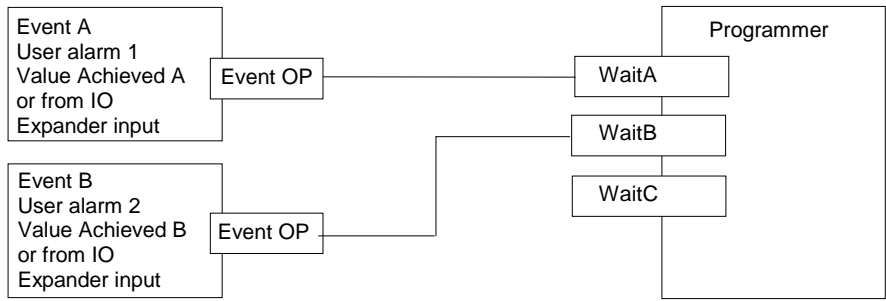 Event A
User alarm 1
Value Achieved A
or from IO
Expander input
Event OP
Programmer
WaitA
WaitB
WaitC
Event B
User alarm 2
Value Achieved B
or from IO
Expander input
Event OP